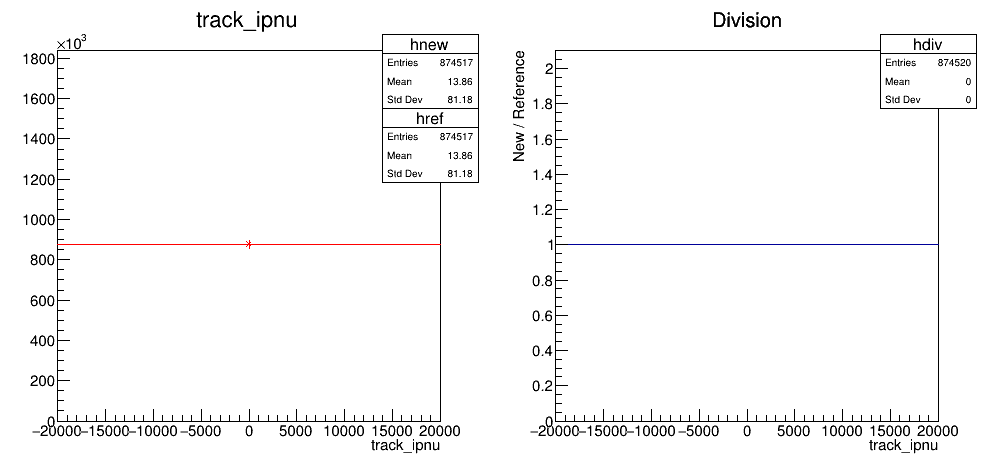 track_ipnu
×10³
1800
1600
1400
1200
1000
800
600
400
200
0
−20000 −15000 −10000 −5000 0 5000 10000 15000 20000
track_ipnu
hnew
Entries 874517
Mean 13.86
Std Dev 81.18
href
Entries 874517
Mean 13.86
Std Dev 81.18
Division
New / Reference
2
1.8
1.6
1.4
1.2
1
0.8
0.6
0.4
0.2
0
−20000 −15000 −10000 −5000 0 5000 10000 15000 20000
track_ipnu
hdiv
Entries 874520
Mean 0
Std Dev 0